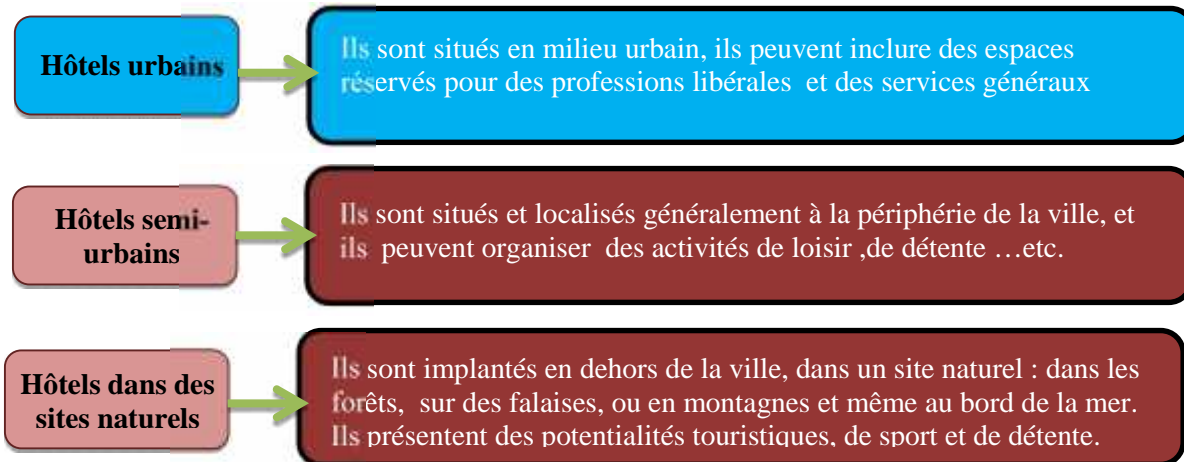 Hôtels urbains
Ils sont situés en milieu urbain, ils peuvent inclure des espaces
réservés pour des professions libérales et des services généraux
Hôtels semi-
urbains
Ils sont situés et localisés généralement à la périphérie de la ville, et
ils peuvent organiser des activités de loisir ,de détente …etc.
Hôtels dans des
sites naturels
Ils sont implantés en dehors de la ville, dans un site naturel : dans les
forêts, sur des falaises, ou en montagnes et même au bord de la mer.
Ils présentent des potentialités touristiques, de sport et de détente.